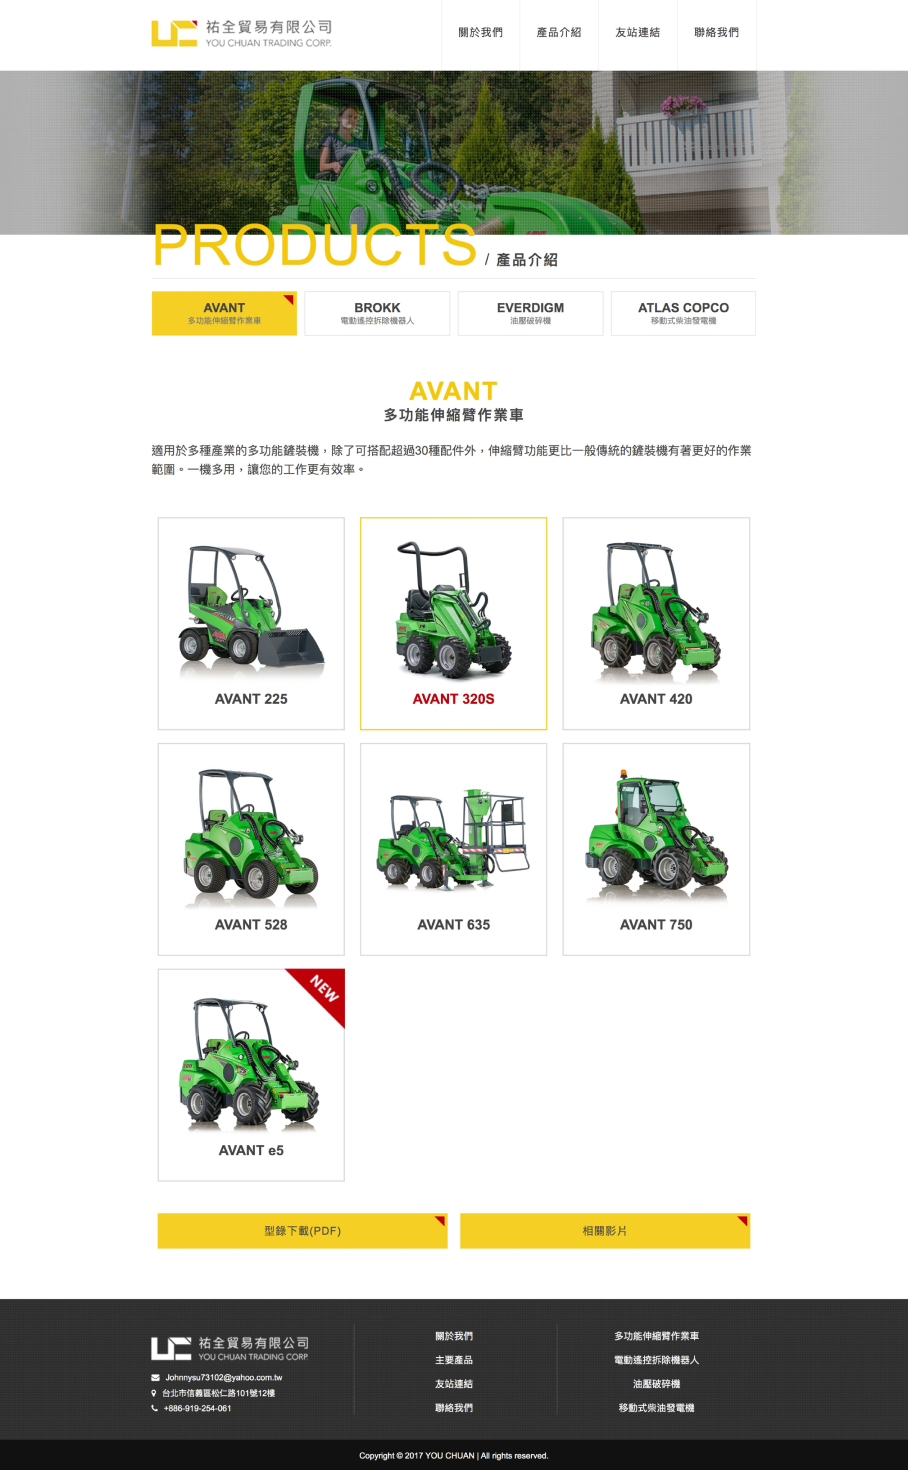 祐全貿易有限公司
YOU CHUAN TRADING CORP.
關於我們
產品介紹
友站連結
聯絡我們
PRODUCTS / 產品介紹
AVANT
多功能伸縮臂作業車
BROKK
電動遙控拆除機器人
EVERDIGM
油壓破碎機
ATLAS COPCO
移動式柴油發電機
AVANT
多功能伸縮臂作業車
適用於多種產業的多功能鏟裝機，除了可搭配超過30種配件外，伸縮臂功能更比一般傳統的鏟裝機有著更好的作業
範圍。一機多用，讓您的工作更有效率。
AVANT 225
AVANT 320S
AVANT 420
AVANT 528
AVANT 635
AVANT 750
NEW
AVANT e5
型錄下載(PDF)
相關影片
祐全貿易有限公司
YOU CHUAN TRADING CORP.
Johnnysu73102@yahoo.com.tw
台北市信義區松仁路101號12樓
+886-919-254-061
關於我們
主要產品
友站連結
聯絡我們
多功能伸縮臂作業車
電動遙控拆除機器人
油壓破碎機
移動式柴油發電機
Copyright © 2017 YOU CHUAN | All rights reserved.